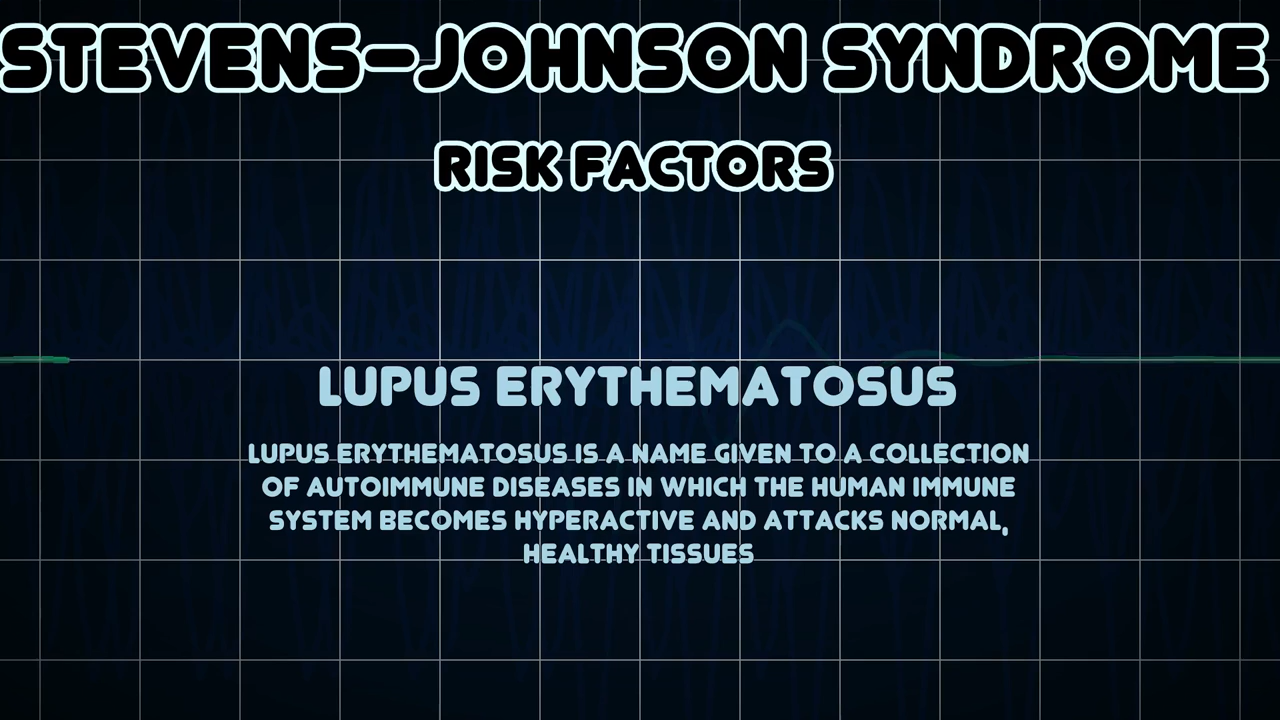 STEVENS-JOHNSON SYNDROME
RISK FACTORS
LUPUS ERYTHEMATOSUS
LUPUS ERYTHEMATOSUS IS A NAME GIVEN TO A COLLECTION
OF AUTOIMMUNE DISEASES IN WHICH THE HUMAN IMMUNE
SYSTEM BECOMES HYPERACTIVE AND ATTACKS NORMAL,
HEALTHY TISSUES